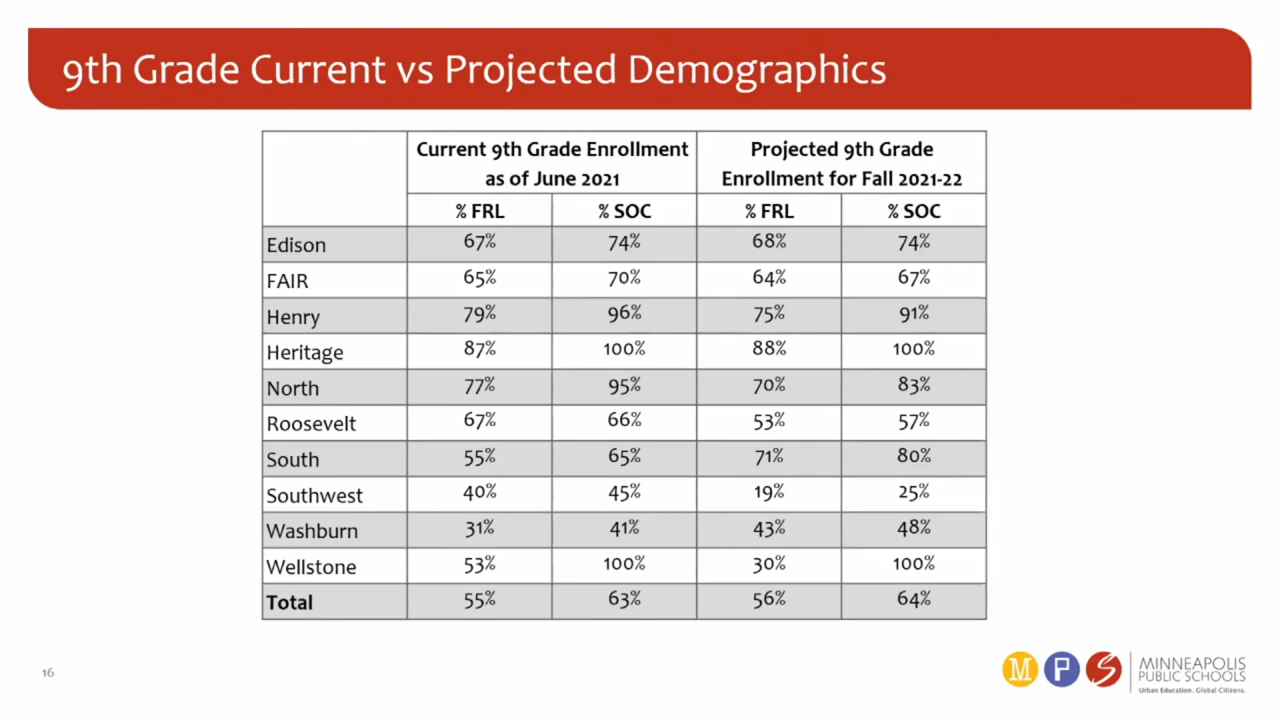 9th Grade Current vs Projected Demographics
Current 9th Grade Enrollment as of June 2021 Projected 9th Grade Enrollment for Fall 2021-22
% FRL % SOC % FRL % SOC
Edison 67% 74% 68% 74%
FAIR 65% 70% 64% 67%
Henry 79% 96% 75% 91%
Heritage 87% 100% 88% 100%
North 77% 95% 70% 83%
Roosevelt 67% 66% 53% 57%
South 55% 65% 71% 80%
Southwest 40% 45% 19% 25%
Washburn 31% 41% 43% 48%
Wellstone 53% 100% 30% 100%
Total 55% 63% 56% 64%
16
M P S
MINNEAPOLIS
PUBLIC SCHOOLS
Urban Education. Global Citizens.